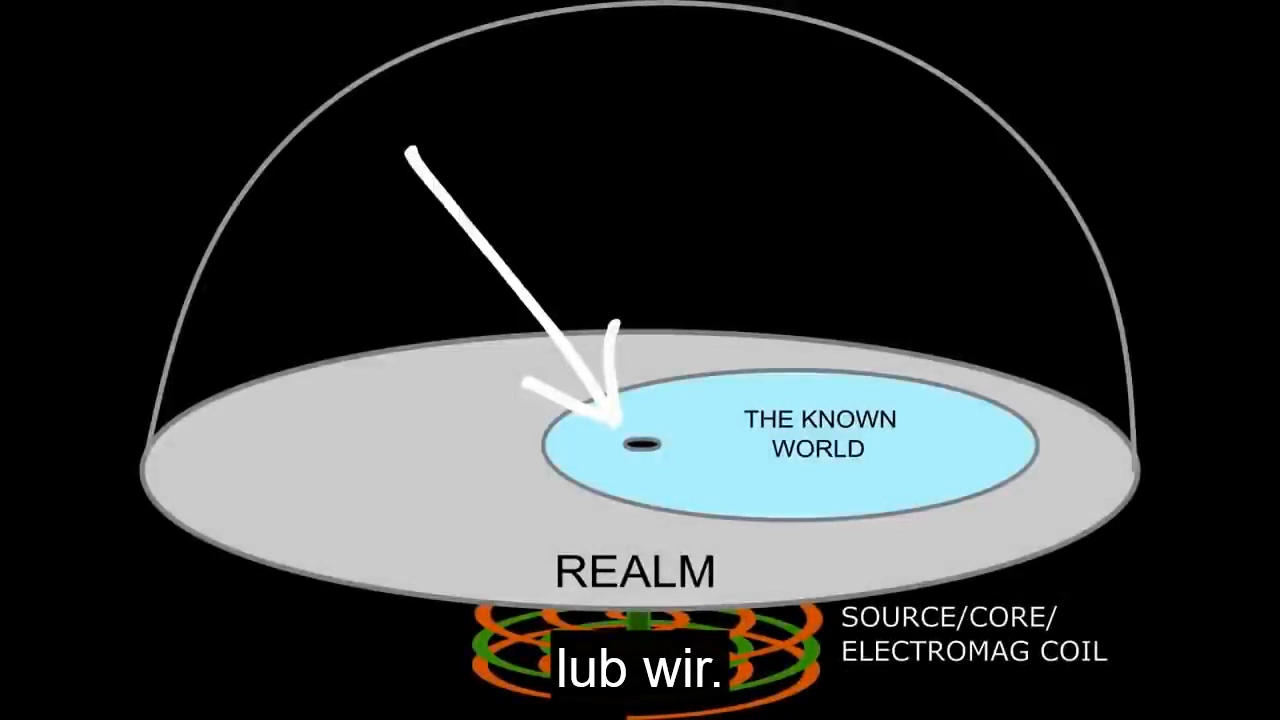 THE KNOWN
WORLD
REALM
SOURCE/CORE/
ELECTROMAG COIL
lub wir.